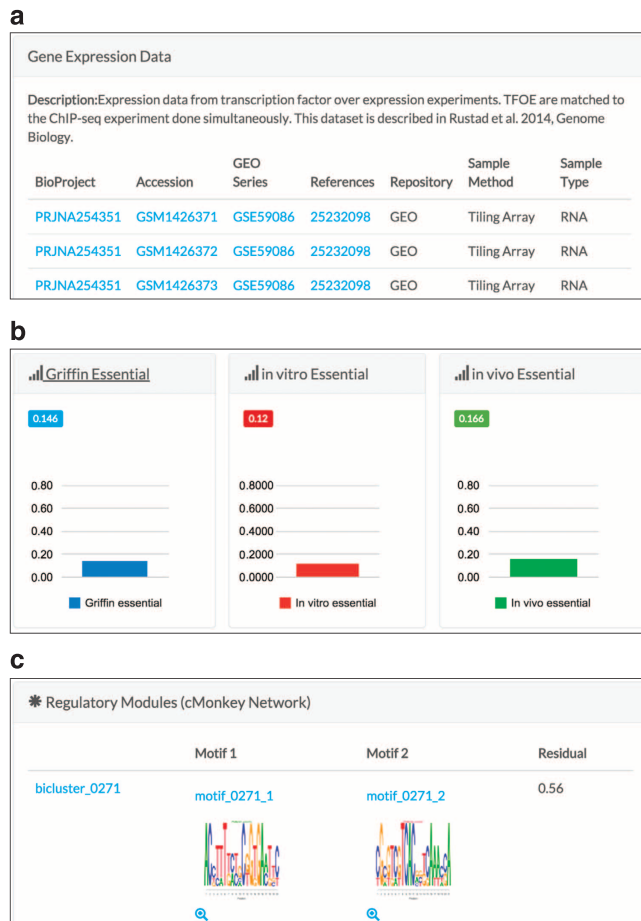 a
Gene Expression Data
Description:Expression data from transcription factor over expression experiments. TFOE are matched to
the ChIP-seq experiment done simultaneously. This dataset is described in Rustad et al. 2014, Genome
Biology.
BioProject Accession GEO Series References Repository Sample Method Sample Type
PRJNA254351 GSM1426371 GSE59086 25232098 GEO Tiling Array RNA
PRJNA254351 GSM1426372 GSE59086 25232098 GEO Tiling Array RNA
PRJNA254351 GSM1426373 GSE59086 25232098 GEO Tiling Array RNA
b
Griffin Essential
0.146
0.80
0.60
0.40
0.20
0.00
Griffin essential
in vitro Essential
0.12
0.8000
0.6000
0.4000
0.2000
0.0000
In vitro essential
in vivo Essential
0.166
0.80
0.60
0.40
0.20
0.00
In vivo essential
c
Regulatory Modules (cMonkey Network)
Motif 1 Motif 2 Residual
bicluster_0271 motif_0271_1 motif_0271_2 0.56